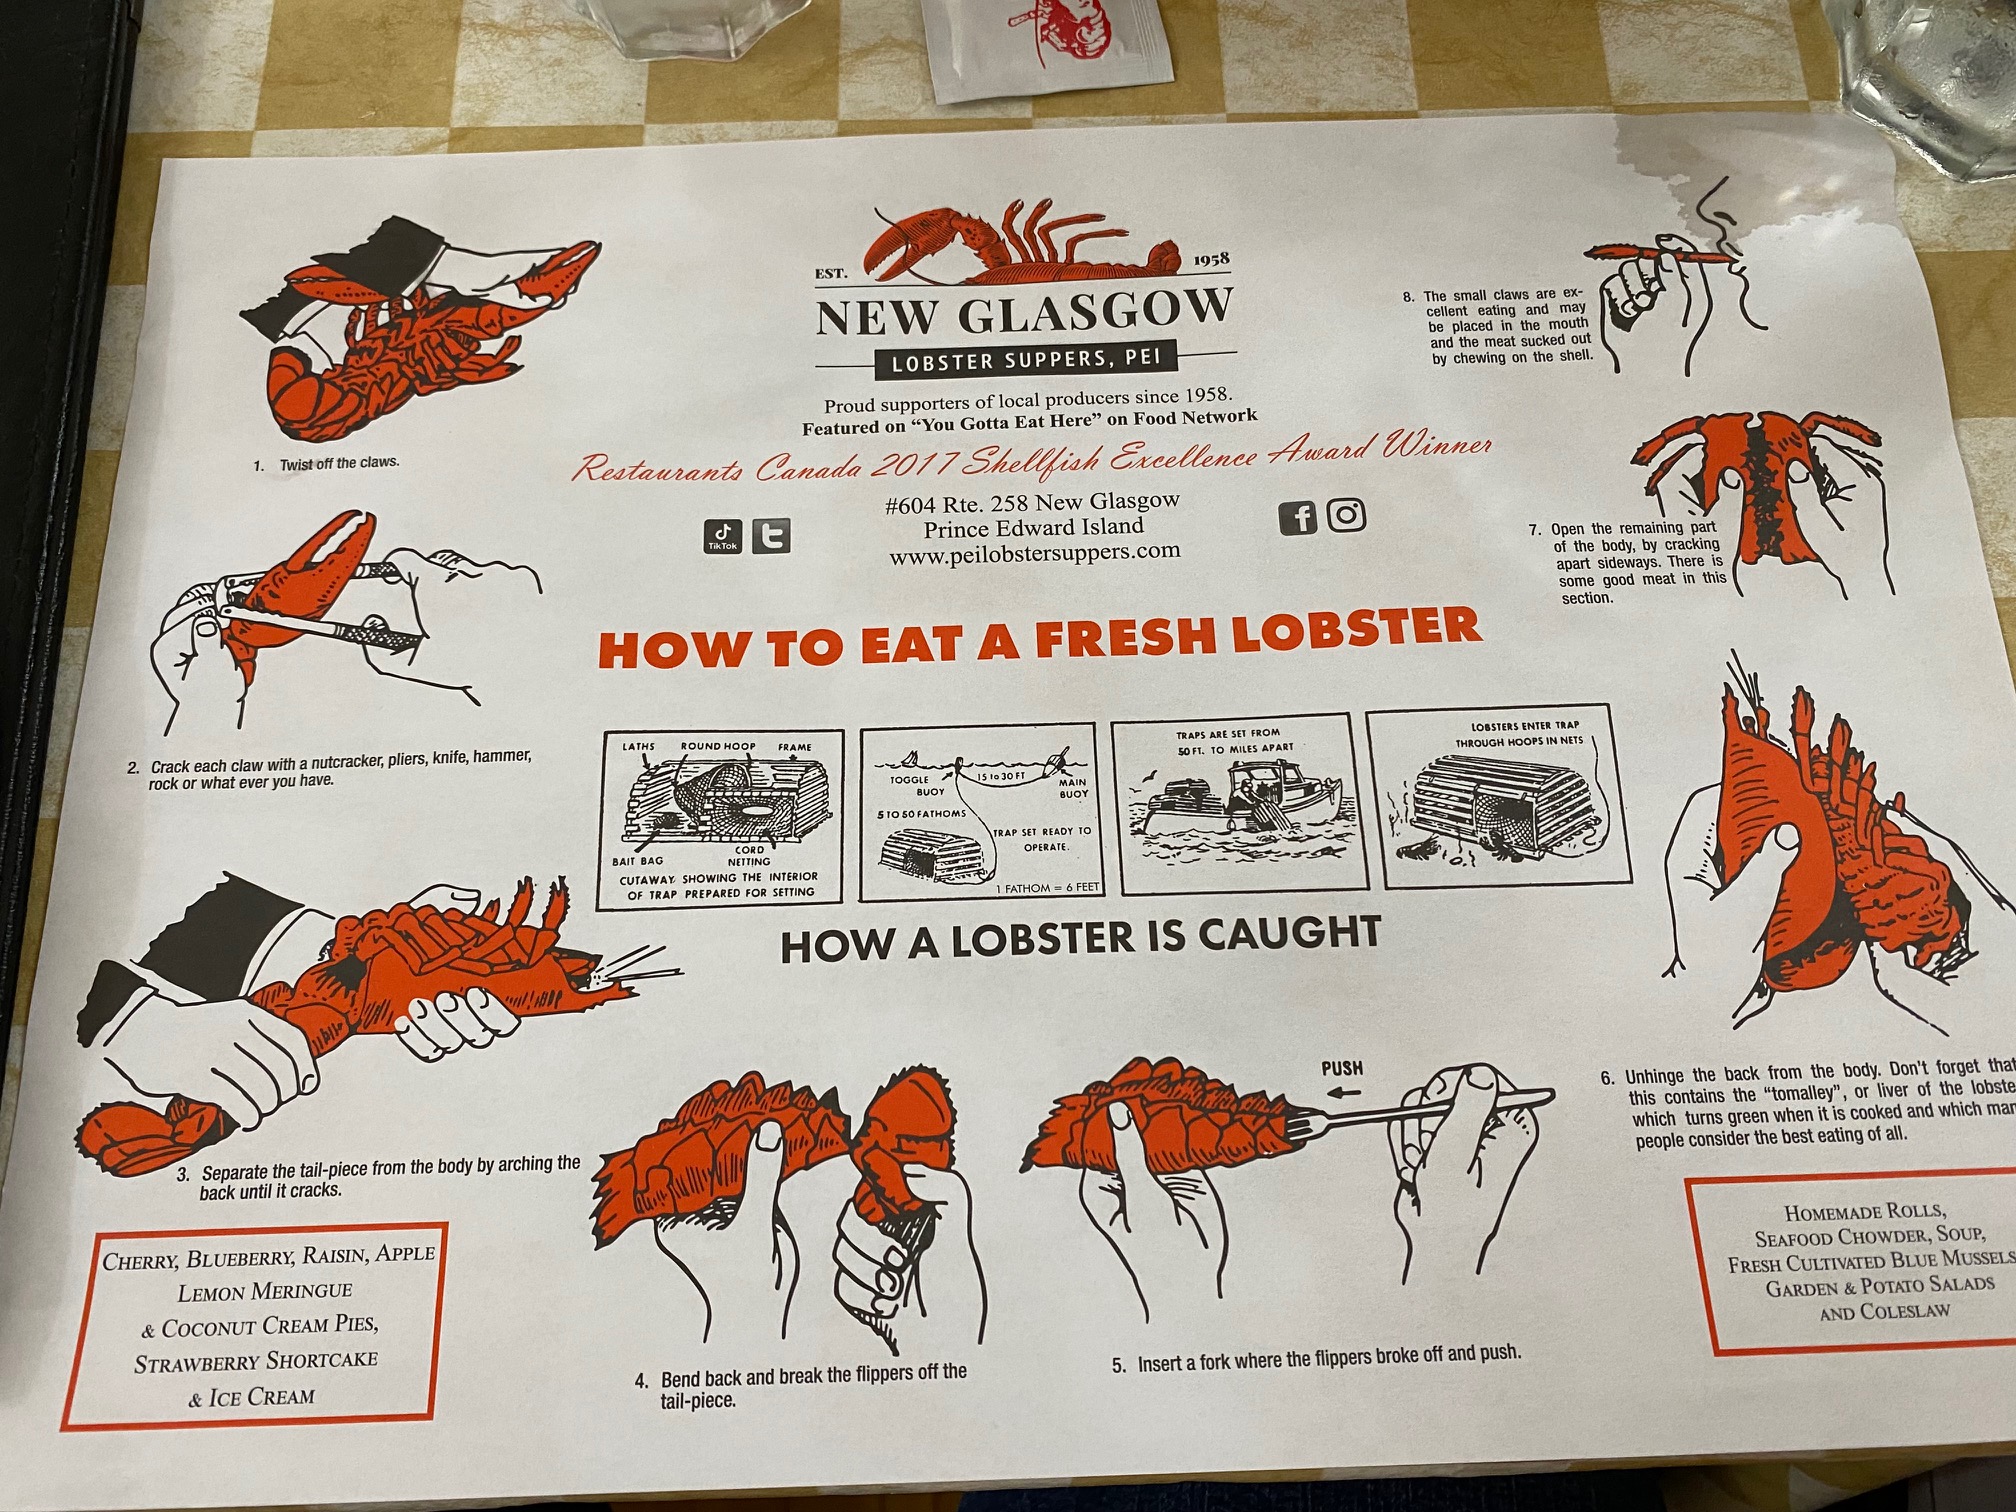 EST. 1958
NEW GLASGOW
LOBSTER SUPPERS, PEI
Proud supporters of local producers since 1958.
Featured on “You Gotta Eat Here” on Food Network
Restaurants Canada 2017 Shellfish Excellence Award Winner
#604 Rte. 258 New Glasgow
Prince Edward Island
www.peilobstersuppers.com
TikTok
HOW TO EAT A FRESH LOBSTER
1. Twist off the claws.
2. Crack each claw with a nutcracker, pliers, knife, hammer,
rock or what ever you have.
3. Separate the tail-piece from the body by arching the
back until it cracks.
4. Bend back and break the flippers off the
tail-piece.
PUSH
5. Insert a fork where the flippers broke off and push.
6. Unhinge the back from the body. Don't forget that
this contains the “tomalley”, or liver of the lobste
which turns green when it is cooked and which man
people consider the best eating of all.
7. Open the remaining part
of the body, by cracking
apart sideways. There is
some good meat in this
section.
8. The small claws are ex-
cellent eating and may
be placed in the mouth
and the meat sucked out
by chewing on the shell.
LATHS ROUND HOOP FRAME
BAIT BAG
CORD
NETTING
CUTAWAY SHOWING THE INTERIOR
OF TRAP PREPARED FOR SETTING
TOGGLE
BUOY
15 to 30 FT
MAIN
BUOY
5 TO 50 FATHOMS
TRAP SET READY TO
OPERATE.
1 FATHOM = 6 FEET
TRAPS ARE SET FROM
50 FT. TO MILES APART
LOBSTERS ENTER TRAP
THROUGH HOOPS IN NETS
HOW A LOBSTER IS CAUGHT
CHERRY, BLUEBERRY, RAISIN, APPLE
LEMON MERINGUE
& COCONUT CREAM PIES,
STRAWBERRY SHORTCAKE
& ICE CREAM
HOMEMADE ROLLS,
SEAFOOD CHOWDER, SOUP,
FRESH CULTIVATED BLUE MUSSELS
GARDEN & POTATO SALADS
AND COLESLAW